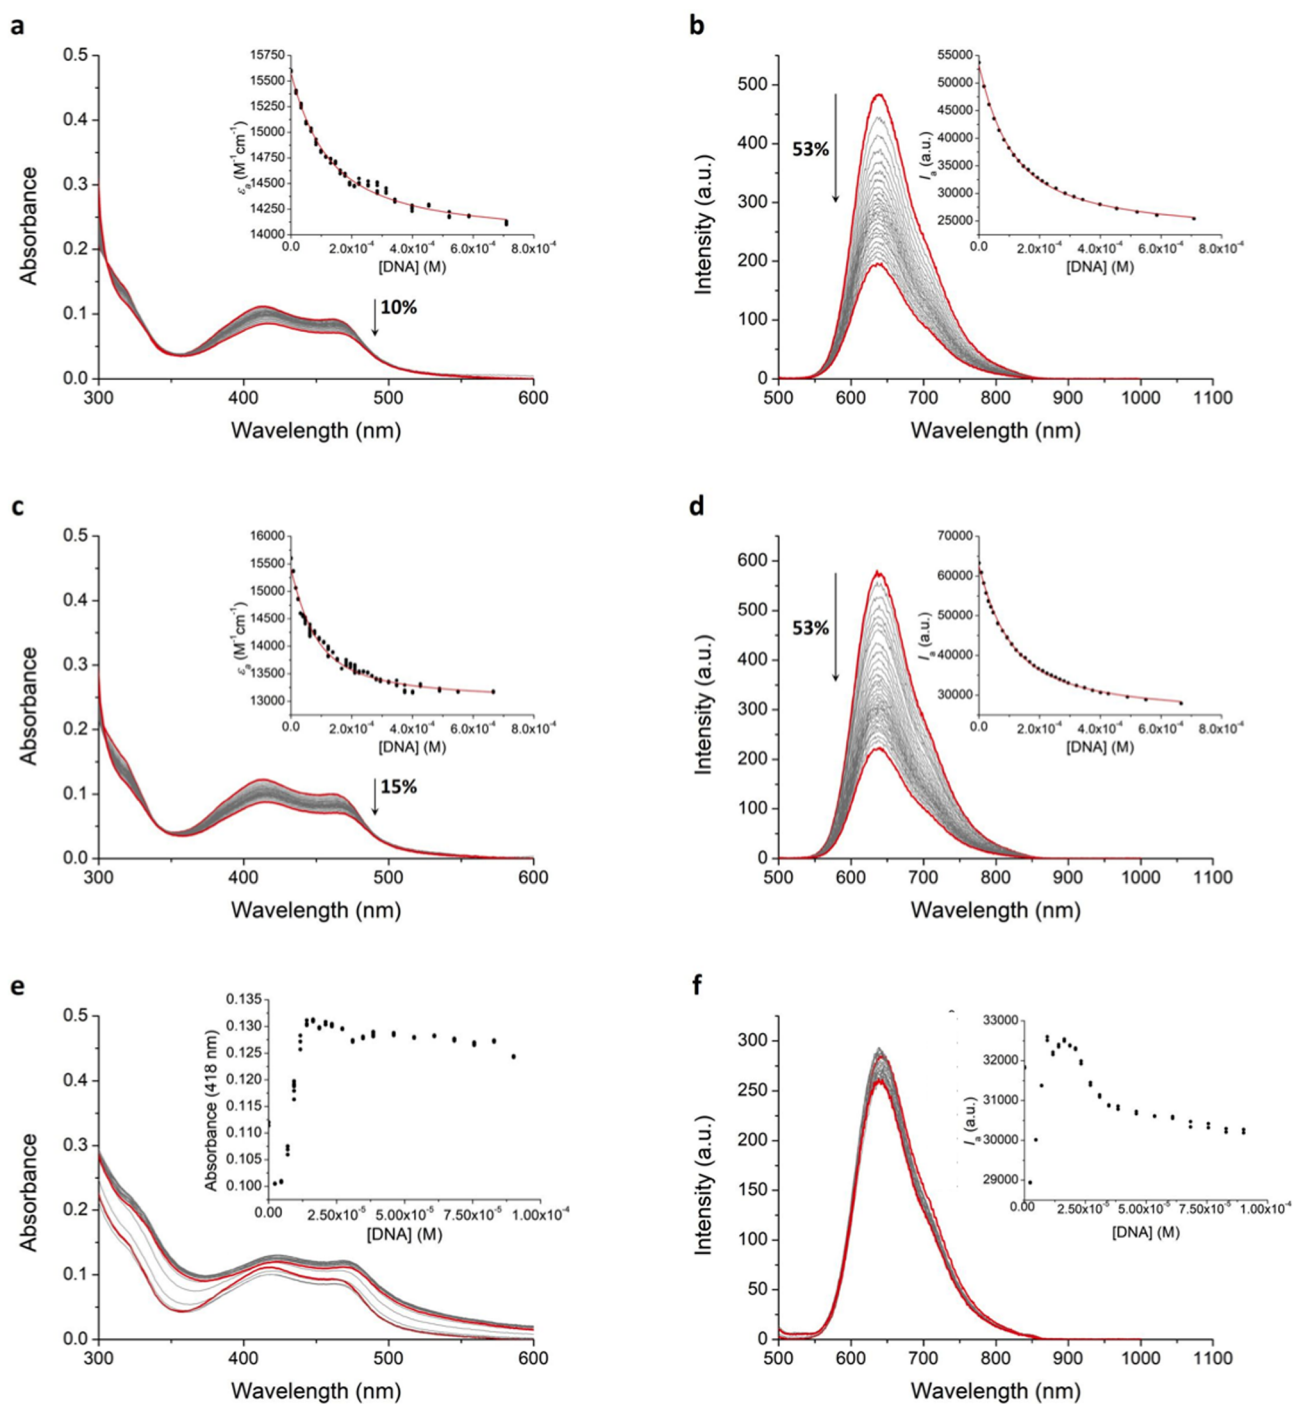 a
0.5
0.4
0.3
0.2
0.1
0.0
Absorbance
300 400 500 600
Wavelength (nm)
10%
15750
15500
15250
15000
14750
14500
14250
14000
εa (M⁻¹cm⁻¹)
0.0 2.0x10⁻⁴ 4.0x10⁻⁴ 6.0x10⁻⁴ 8.0x10⁻⁴
[DNA] (M)
b
500
400
300
200
100
0
Intensity (a.u.)
500 600 700 800 900 1000 1100
Wavelength (nm)
53%
55000
50000
45000
40000
35000
30000
25000
Ia (a.u.)
0.0 2.0x10⁻⁴ 4.0x10⁻⁴ 6.0x10⁻⁴ 8.0x10⁻⁴
[DNA] (M)
c
0.5
0.4
0.3
0.2
0.1
0.0
Absorbance
300 400 500 600
Wavelength (nm)
15%
16000
15500
15000
14500
14000
13500
13000
εa (M⁻¹cm⁻¹)
0.0 2.0x10⁻⁴ 4.0x10⁻⁴ 6.0x10⁻⁴ 8.0x10⁻⁴
[DNA] (M)
d
600
500
400
300
200
100
0
Intensity (a.u.)
500 600 700 800 900 1000 1100
Wavelength (nm)
53%
70000
60000
50000
40000
30000
Ia (a.u.)
0.0 2.0x10⁻⁴ 4.0x10⁻⁴ 6.0x10⁻⁴ 8.0x10⁻⁴
[DNA] (M)
e
0.5
0.4
0.3
0.2
0.1
0.0
Absorbance
300 400 500 600
Wavelength (nm)
0.135
0.130
0.125
0.120
0.115
0.110
0.105
0.100
Absorbance (418 nm)
0.00 2.50x10⁻⁵ 5.00x10⁻⁵ 7.50x10⁻⁵ 1.00x10⁻⁴
[DNA] (M)
f
300
250
200
150
100
50
0
Intensity (a.u.)
500 600 700 800 900 1000 1100
Wavelength (nm)
33000
32000
31000
30000
29000
Ia (a.u.)
0.00 2.50x10⁻⁵ 5.00x10⁻⁵ 7.50x10⁻⁵ 1.00x10⁻⁴
[DNA] (M)